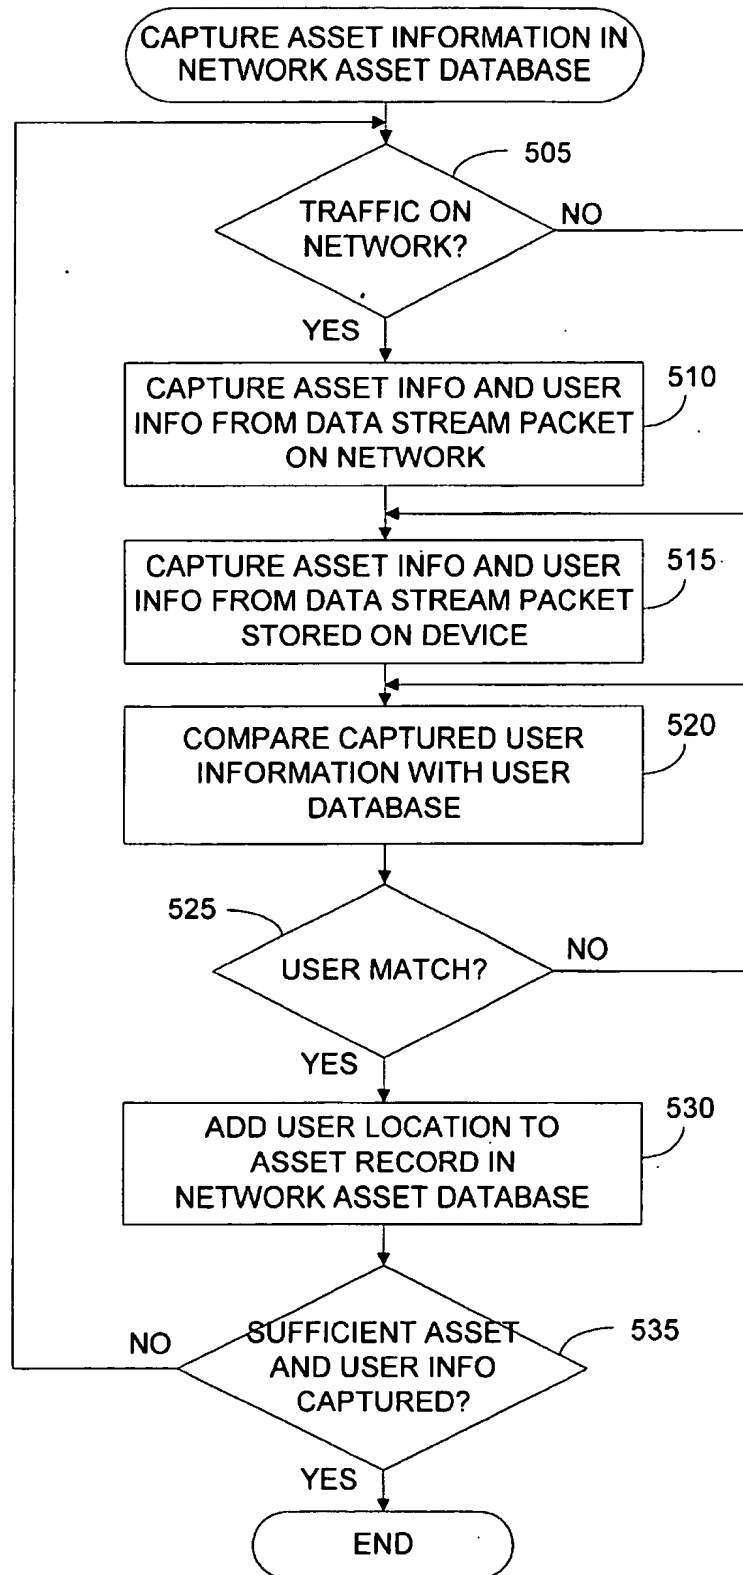 CAPTURE ASSET INFORMATION IN
NETWORK ASSET DATABASE
505
TRAFFIC ON
NETWORK?
NO
YES
CAPTURE ASSET INFO AND USER
INFO FROM DATA STREAM PACKET
ON NETWORK
510
CAPTURE ASSET INFO AND USER
INFO FROM DATA STREAM PACKET
STORED ON DEVICE
515
COMPARE CAPTURED USER
INFORMATION WITH USER
DATABASE
520
525
USER MATCH?
NO
YES
ADD USER LOCATION TO
ASSET RECORD IN
NETWORK ASSET DATABASE
530
NO
SUFFICIENT ASSET
AND USER INFO
CAPTURED?
535
YES
END